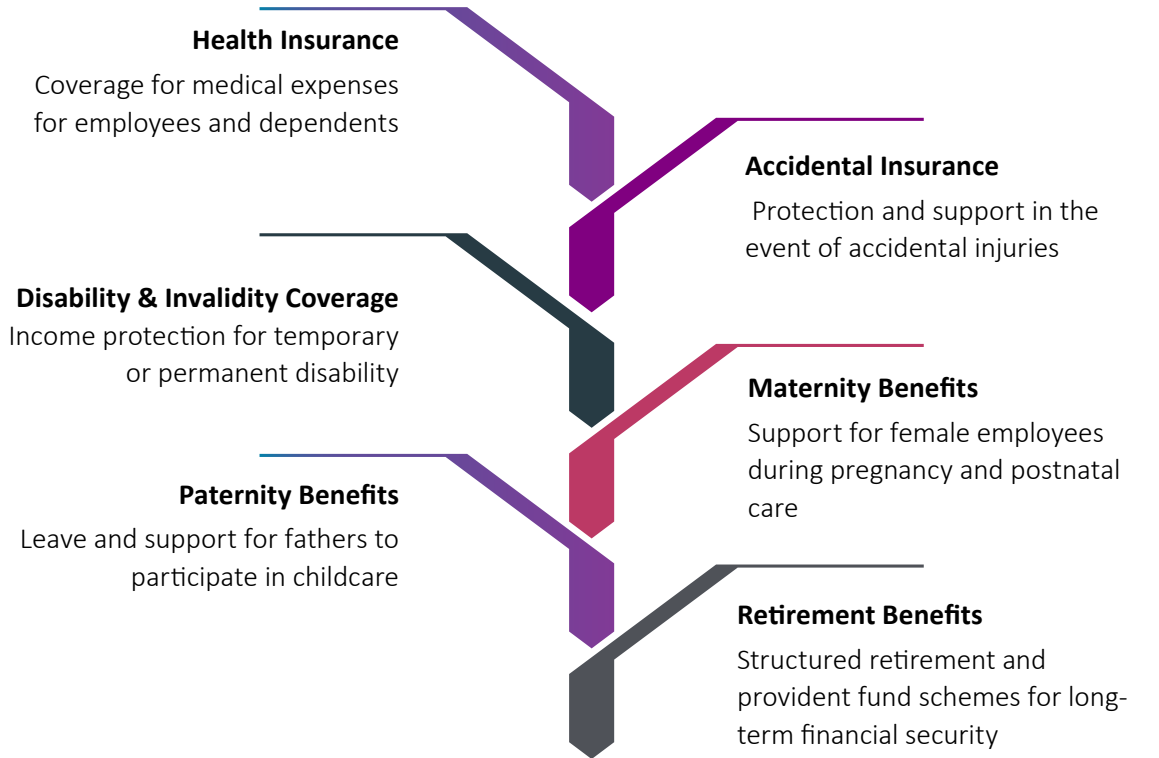 Health Insurance
Coverage for medical expenses
for employees and dependents
Accidental Insurance
Protection and support in the
event of accidental injuries
Disability & Invalidity Coverage
Income protection for temporary
or permanent disability
Maternity Benefits
Support for female employees
during pregnancy and postnatal
care
Paternity Benefits
Leave and support for fathers to
participate in childcare
Retirement Benefits
Structured retirement and
provident fund schemes for long-
term financial security